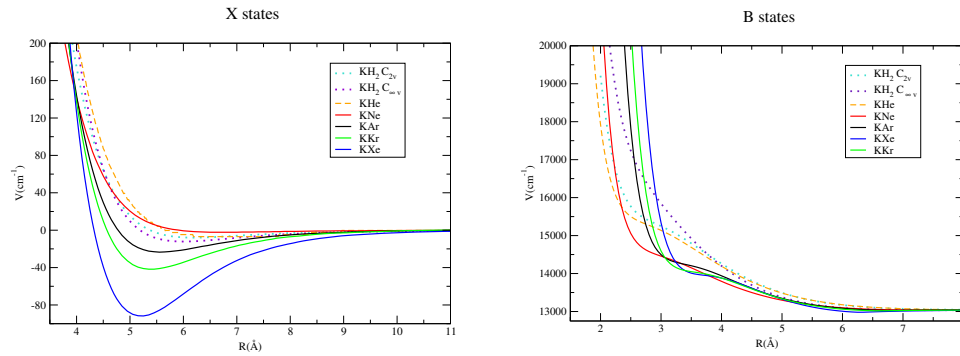 X states
200
160
120
80
40
0
-40
-80
4
5
6
7
8
9
10
11
V(cm⁻¹)
R(Å)
KH₂ C₂ᵥ
KH₂ C∞ ᵥ
KHe
KNe
KAr
KKr
KXe
B states
20000
19000
18000
17000
16000
15000
14000
13000
2
3
4
5
6
7
V(cm⁻¹)
R(Å)
KH₂ C₂ᵥ
KH₂ C∞ ᵥ
KHe
KNe
KAr
KXe
KKr